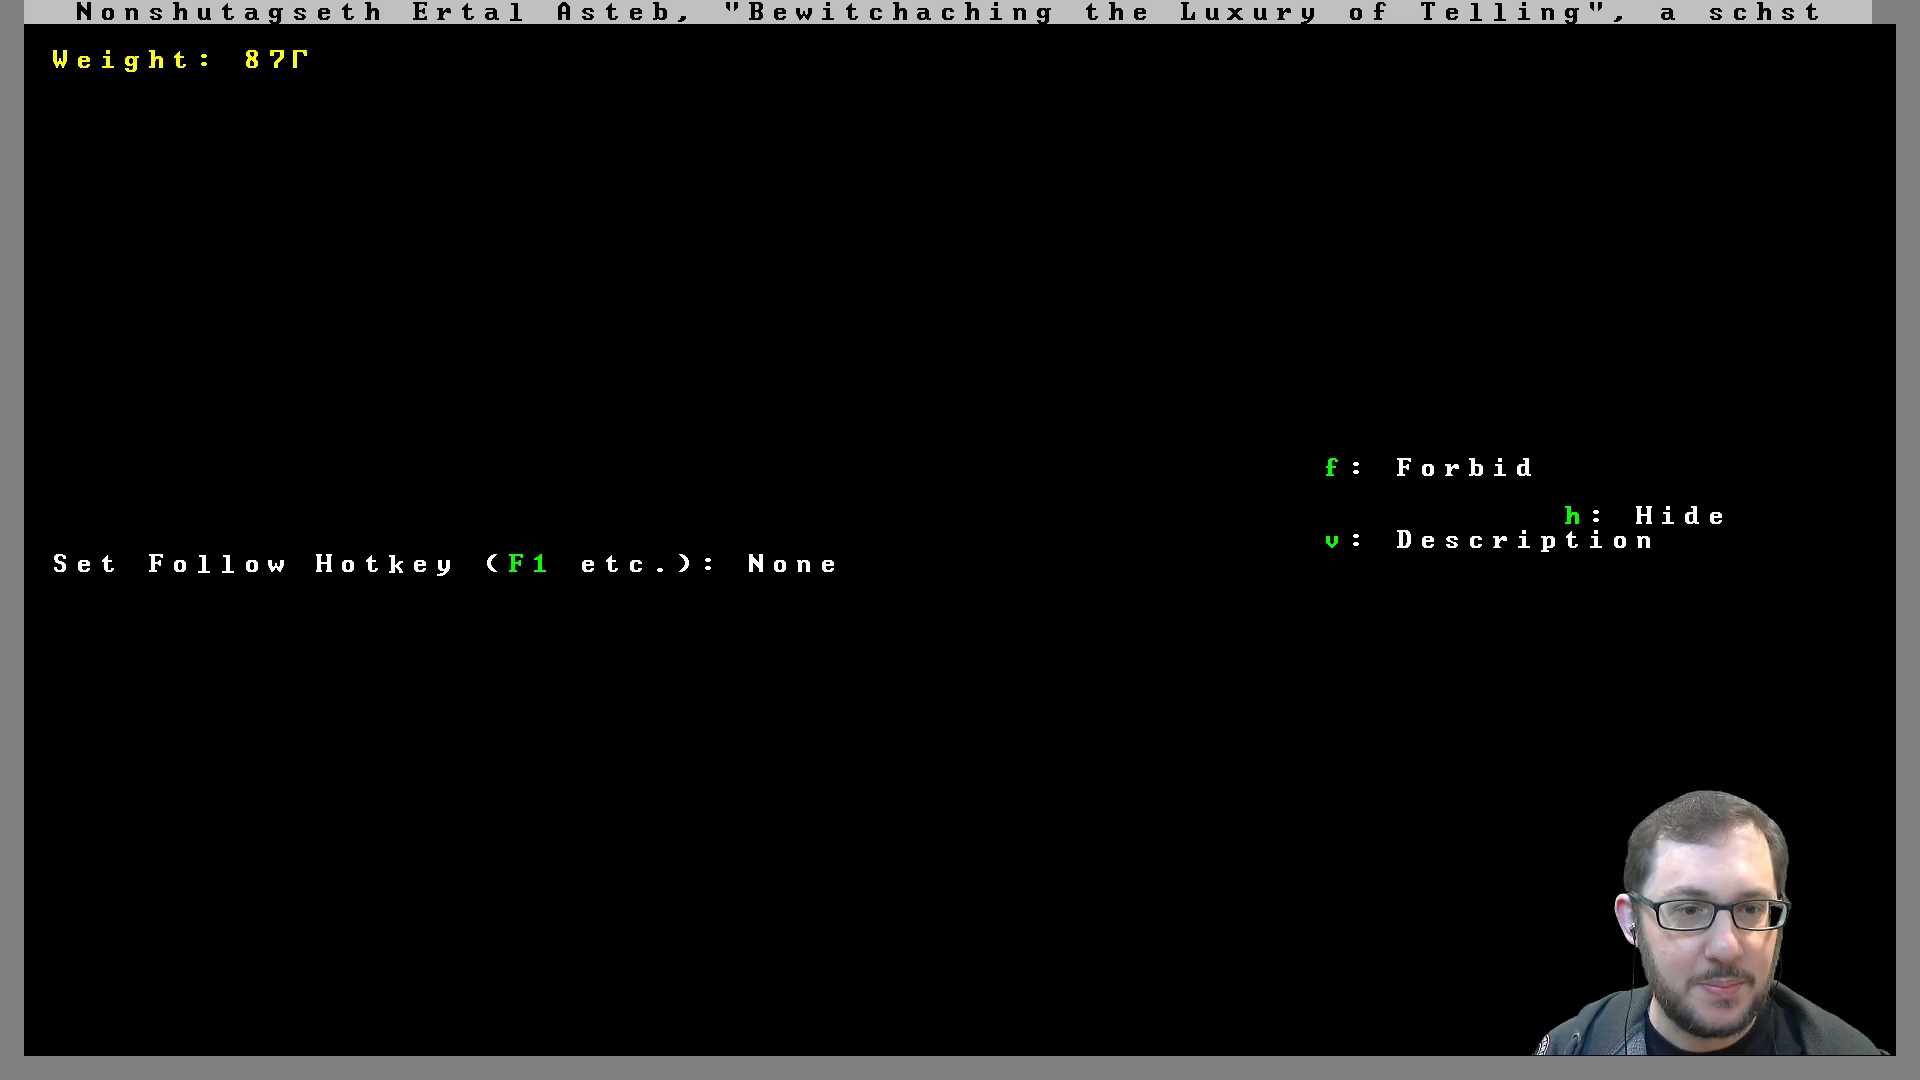 Nonshutagseth Ertal Asteb, "Bewitchaching the Luxury of Telling", a schst
Weight: 87Γ
f: Forbid
h: Hide
v: Description
Set Follow Hotkey (F1 etc.): None